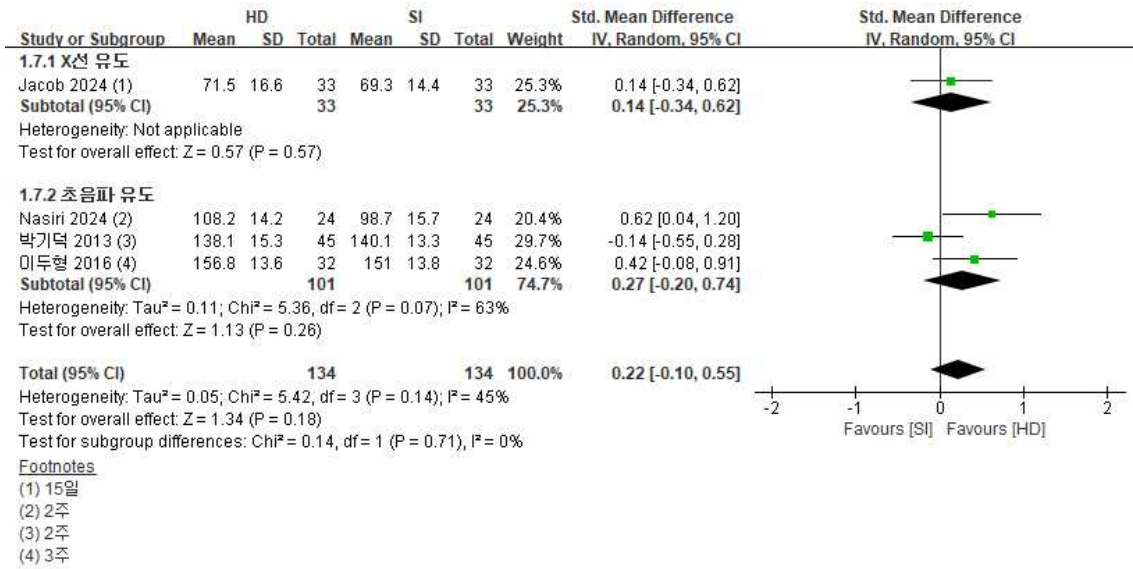 HD SI Std. Mean Difference Std. Mean Difference
Study or Subgroup Mean SD Total Mean SD Total Weight IV, Random, 95% CI IV, Random, 95% CI
1.7.1 X선 유도
Jacob 2024 (1) 71.5 16.6 33 69.3 14.4 33 25.3% 0.14 [-0.34, 0.62]
Subtotal (95% CI) 33 33 25.3% 0.14 [-0.34, 0.62]
Heterogeneity: Not applicable
Test for overall effect: Z = 0.57 (P = 0.57)
1.7.2 초음파 유도
Nasiri 2024 (2) 108.2 14.2 24 98.7 15.7 24 20.4% 0.62 [0.04, 1.20]
박기덕 2013 (3) 138.1 15.3 45 140.1 13.3 45 29.7% -0.14 [-0.55, 0.28]
이두형 2016 (4) 156.8 13.6 32 151 13.8 32 24.6% 0.42 [-0.08, 0.91]
Subtotal (95% CI) 101 101 74.7% 0.27 [-0.20, 0.74]
Heterogeneity: Tau² = 0.11; Chi² = 5.36, df = 2 (P = 0.07); I² = 63%
Test for overall effect: Z = 1.13 (P = 0.26)
Total (95% CI) 134 134 100.0% 0.22 [-0.10, 0.55]
Heterogeneity: Tau² = 0.05; Chi² = 5.42, df = 3 (P = 0.14); I² = 45%
Test for overall effect: Z = 1.34 (P = 0.18)
Test for subgroup differences: Chi² = 0.14, df = 1 (P = 0.71), I² = 0%
-2 -1 0 1 2
Favours [SI] Favours [HD]
Footnotes
(1) 15일
(2) 2주
(3) 2주
(4) 3주